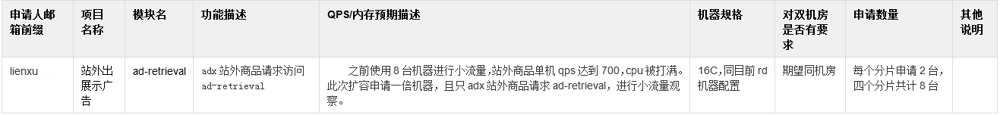 申请人邮箱前缀
项目名称
模块名
功能描述
QPS/内存预期描述
机器规格
对双机房是否有要求
申请数量
其他说明
lienxu
站外出展示广告
ad-retrieval
adx 站外商品请求访问
ad-retrieval
之前使用 8 台机器进行小流量,站外商品单机 qps 达到 700, cpu 被打满。
此次扩容申请一倍机器，且只 adx 站外商品请求 ad-retrieval，进行小流量观
察。
16C, 同目前 rd
机器配置
期望同机房
每个分片申请 2 台，
四个分片共计 8 台